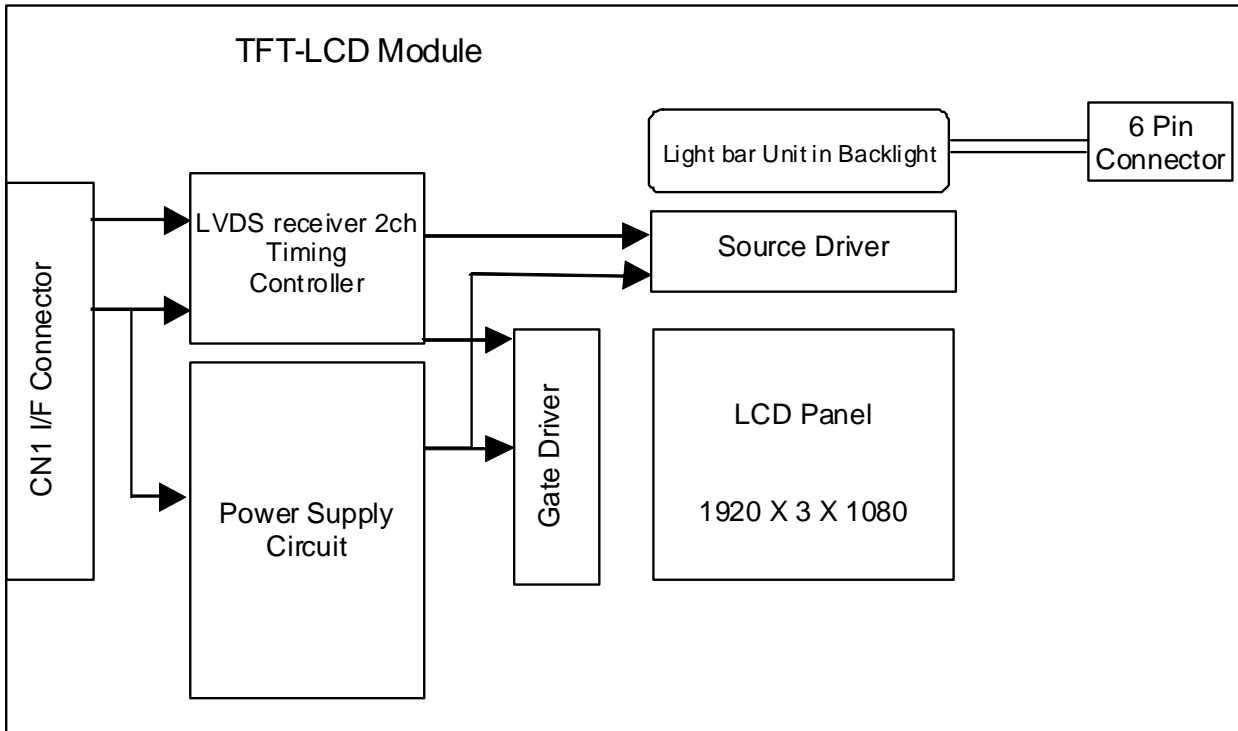 TFT-LCD Module
6 Pin
Connector
Light bar Unit in Backlight
LVDS receiver 2ch
Timing
Controller
Source Driver
CN1 I/F Connector
Power Supply
Circuit
Gate Driver
LCD Panel
1920 X 3 X 1080